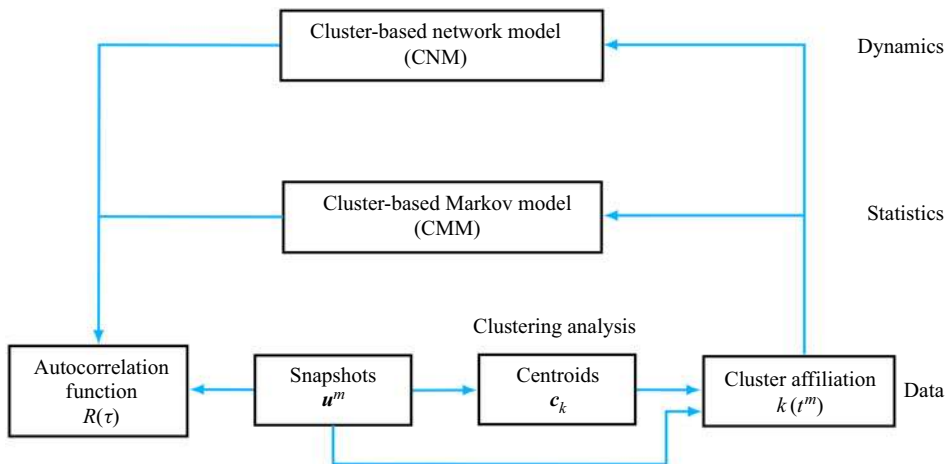 Cluster-based network model
(CNM)
Dynamics
Cluster-based Markov model
(CMM)
Statistics
Clustering analysis
Autocorrelation
function
R(τ)
Snapshots
u^m
Centroids
c_k
Cluster affiliation
k (t^m)
Data